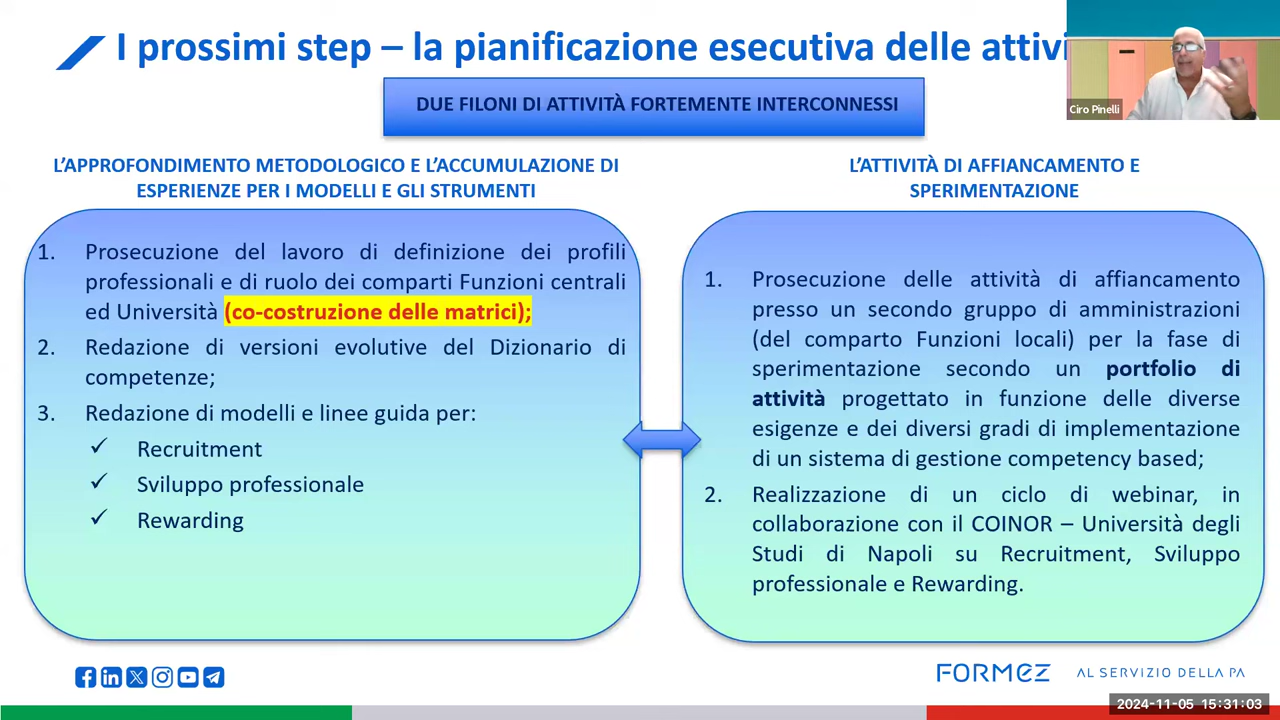 I prossimi step – la pianificazione esecutiva delle attivi
Ciro Pinelli
DUE FILONI DI ATTIVITÀ FORTEMENTE INTERCONNESSI
L’APPROFONDIMENTO METODOLOGICO E L’ACCUMULAZIONE DI
ESPERIENZE PER I MODELLI E GLI STRUMENTI
1. Prosecuzione del lavoro di definizione dei profili
professionali e di ruolo dei comparti Funzioni centrali
ed Università (co-costruzione delle matrici);
2. Redazione di versioni evolutive del Dizionario di
competenze;
3. Redazione di modelli e linee guida per:
✓ Recruitment
✓ Sviluppo professionale
✓ Rewarding
L’ATTIVITÀ DI AFFIANCAMENTO E
SPERIMENTAZIONE
1. Prosecuzione delle attività di affiancamento
presso un secondo gruppo di amministrazioni
(del comparto Funzioni locali) per la fase di
sperimentazione secondo un portfolio di
attività progettato in funzione delle diverse
esigenze e dei diversi gradi di implementazione
di un sistema di gestione competency based;
2. Realizzazione di un ciclo di webinar, in
collaborazione con il COINOR – Università degli
Studi di Napoli su Recruitment, Sviluppo
professionale e Rewarding.
FORMEZ AL SERVIZIO DELLA PA
2024-11-05 15:31:03